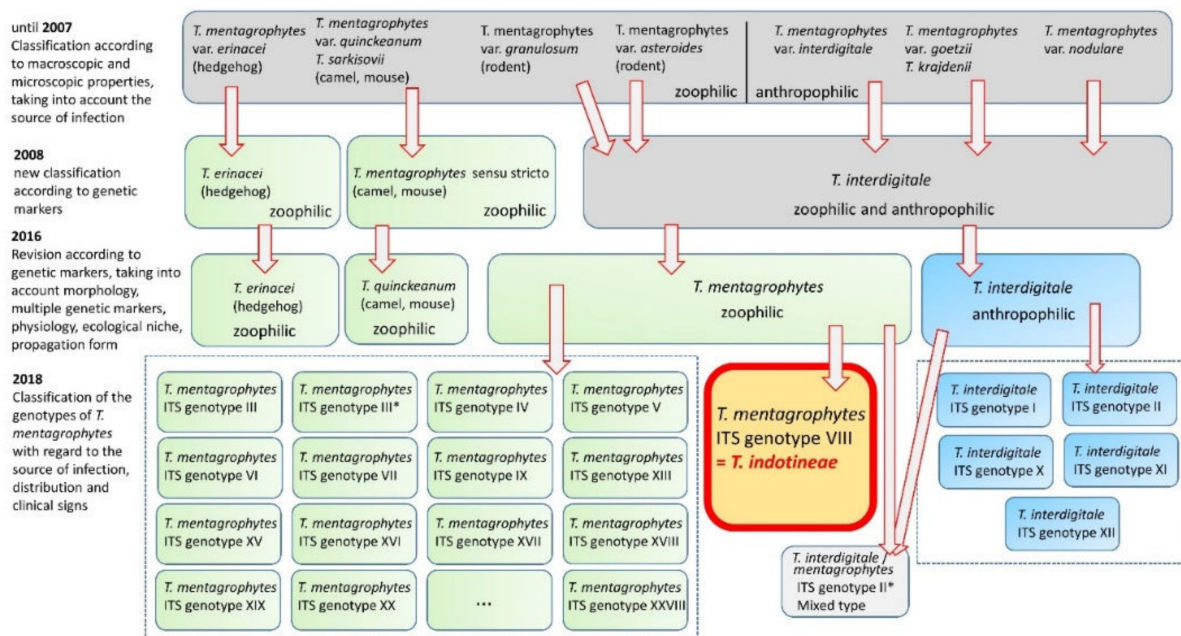 until 2007
Classification according
to macroscopic and
microscopic properties,
taking into account the
source of infection
T. mentagrophytes
var. erinacei
(hedgehog)
T. mentagrophytes
var. quinckeanum
T. sarkisovii
(camel, mouse)
T. mentagrophytes
var. granulosum
(rodent)
T. mentagrophytes
var. asteroides
(rodent)
zoophilic
T. mentagrophytes
var. interdigitale
anthropophilic
T. mentagrophytes
var. goetzii
T. krajdenii
T. mentagrophytes
var. nodulare
2008
new classification
according to genetic
markers
T. erinacei
(hedgehog)
zoophilic
T. mentagrophytes sensu stricto
(camel, mouse)
zoophilic
T. interdigitale
zoophilic and anthropophilic
2016
Revision according to
genetic markers, taking into
account morphology,
multiple genetic markers,
physiology, ecological niche,
propagation form
T. erinacei
(hedgehog)
zoophilic
T. quinckeanum
(camel, mouse)
zoophilic
T. mentagrophytes
zoophilic
T. interdigitale
anthropophilic
2018
Classification of the
genotypes of T.
mentagrophytes
with regard to the
source of infection,
distribution and
clinical signs
T. mentagrophytes
ITS genotype III
T. mentagrophytes
ITS genotype III*
T. mentagrophytes
ITS genotype IV
T. mentagrophytes
ITS genotype V
T. mentagrophytes
ITS genotype VI
T. mentagrophytes
ITS genotype VII
T. mentagrophytes
ITS genotype IX
T. mentagrophytes
ITS genotype XIII
T. mentagrophytes
ITS genotype XV
T. mentagrophytes
ITS genotype XVI
T. mentagrophytes
ITS genotype XVII
T. mentagrophytes
ITS genotype XVIII
T. mentagrophytes
ITS genotype XIX
T. mentagrophytes
ITS genotype XX
...
T. mentagrophytes
ITS genotype XXVIII
T. mentagrophytes
ITS genotype VIII
= T. indotineae
T. interdigitale /
mentagrophytes
ITS genotype II*
Mixed type
T. interdigitale
ITS genotype I
T. interdigitale
ITS genotype II
T. interdigitale
ITS genotype X
T. interdigitale
ITS genotype XI
T. interdigitale
ITS genotype XII